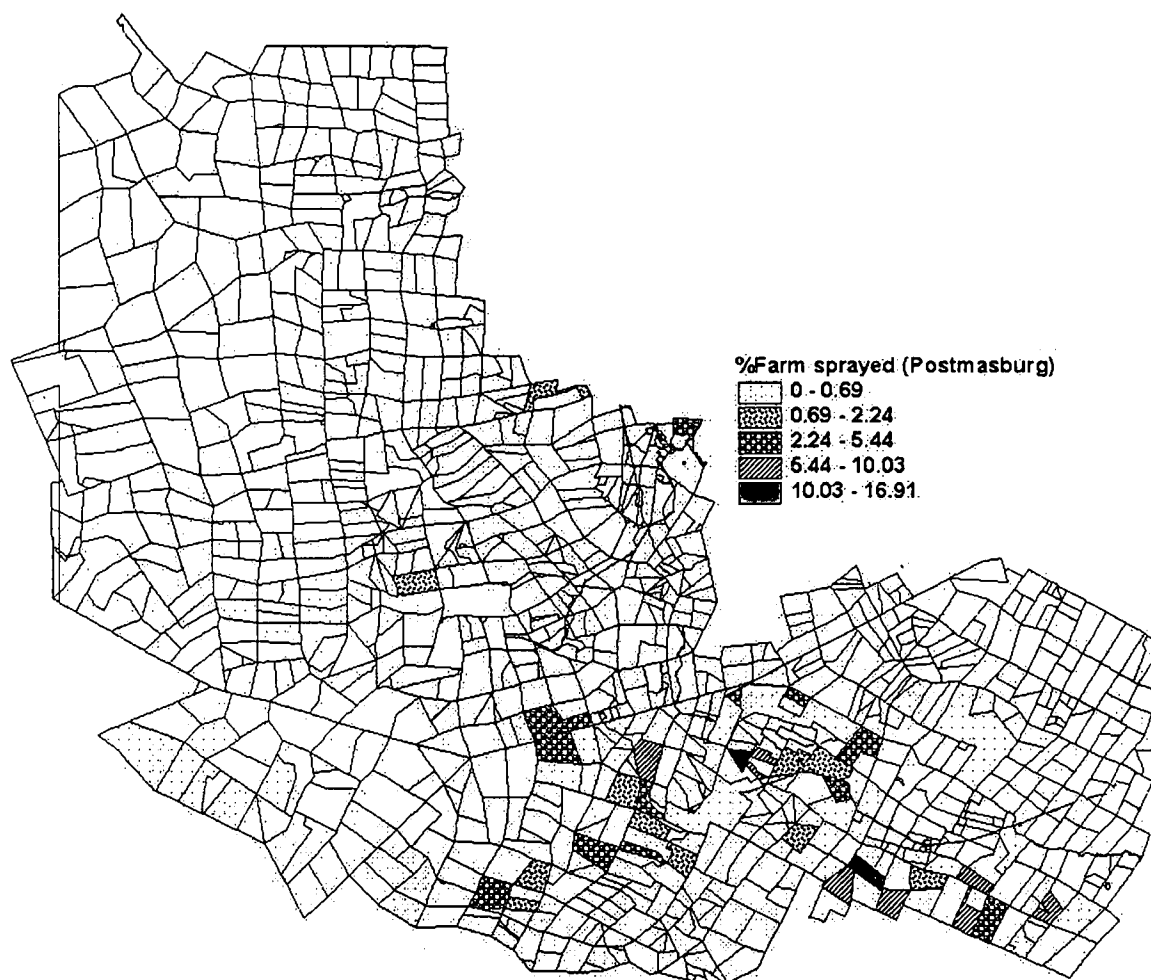 %Farm sprayed (Postmasburg)
0 - 0.69
0.69 - 2.24
2.24 - 5.44
5.44 - 10.03
10.03 - 16.91